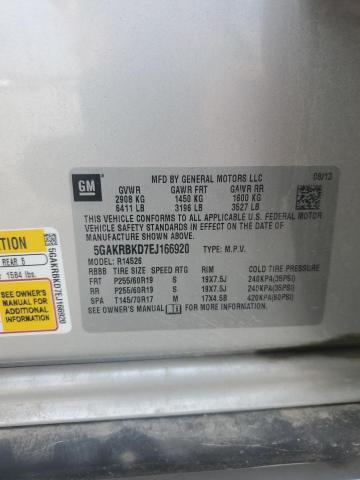 GM
MFD BY GENERAL MOTORS LLC
08/13
GVWR GAWR FRT GAWR RR
2908 KG 1450 KG 1600 KG
6411 LB 3196 LB 3527 LB
THIS VEHICLE CONFORMS TO ALL APPLICABLE U.S. FEDERAL MOTOR
VEHICLE SAFETY STANDARDS IN EFFECT ON THE DATE OF
MANUFACTURE SHOWN ABOVE.
5GAKRBKD7EJ166920 TYPE: M.P.V.
MODEL: R14526
RBBB TIRE SIZE SPEED RTG RIM COLD TIRE PRESSURE
FRT P255/60R19 S 19X7.5J 240KPA(35PSI)
RR P255/60R19 S 19X7.5J 240KPA(35PSI)
SPA T145/70R17 M 17X4.5B 420KPA(60PSI)
SEE OWNER'S MANUAL FOR MORE INFORMATION.
ATION
REAR 5
1584 lbs.
SEE OWNER'S
MANUAL FOR
ADDITIONAL
INFORMATION
5GAKRBKD7EJ166920